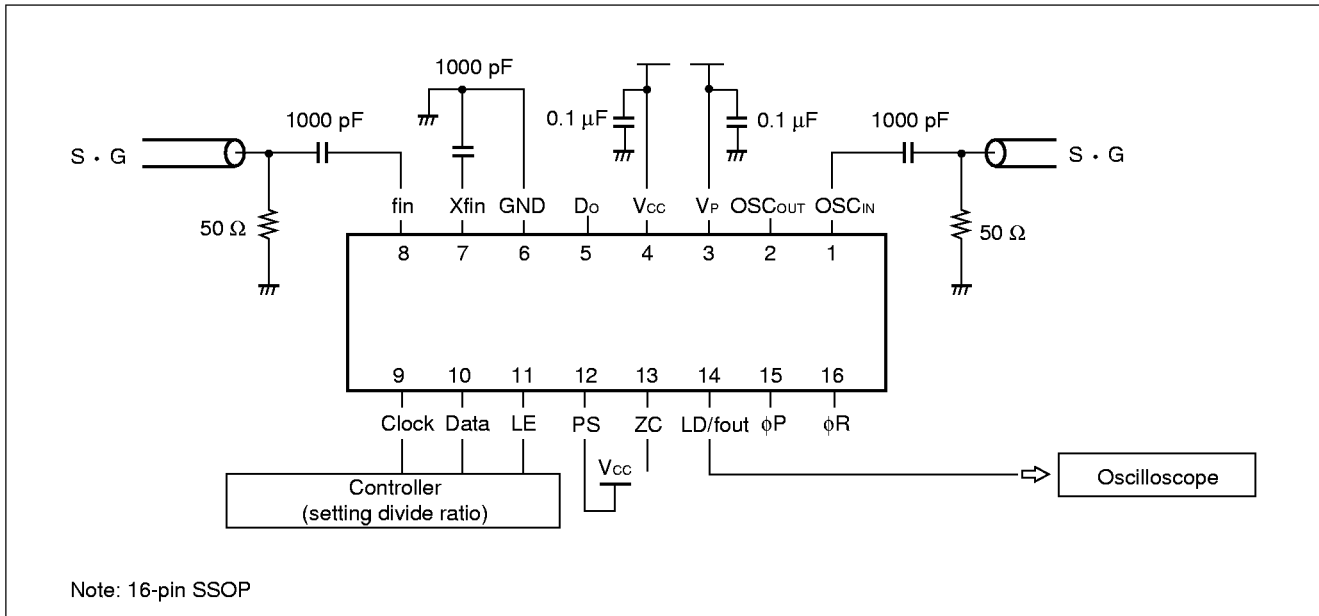 1000 pF
1000 pF
0.1 µF
0.1 µF
1000 pF
S · G
S · G
50 Ω
50 Ω
fin Xfin GND Do Vcc VP OSCOUT OSCIN
8 7 6 5 4 3 2 1
9 10 11 12 13 14 15 16
Clock Data LE PS ZC LD/fout ϕP ϕR
Vcc
Controller
(setting divide ratio)
Oscilloscope
Note: 16-pin SSOP